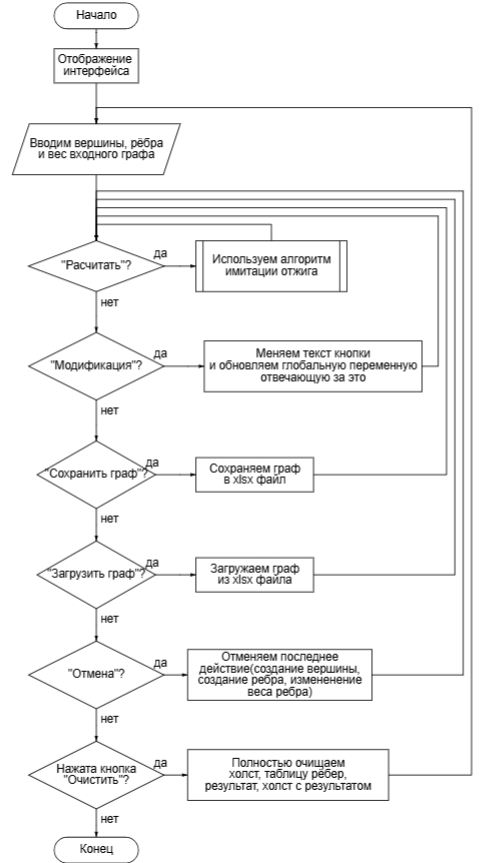 Начало
Отображение
интерфейса
Вводим вершины, рёбра
и вес входного графа
"Расчитать"?
да
Используем алгоритм
имитации отжига
нет
"Модификация"?
да
Меняем текст кнопки
и обновляем глобальную переменную
отвечающую за это
нет
"Сохранить граф"?
да
Сохраняем граф
в xlsx файл
нет
"Загрузить граф"?
да
Загружаем граф
из xlsx файла
нет
"Отмена"?
да
Отменяем последнее
действие(создание вершины,
создание ребра, измененение
веса ребра)
нет
Нажата кнопка
"Очистить"?
да
Полностью очищаем
холст, таблицу рёбер,
результат, холст с результатом
нет
Конец